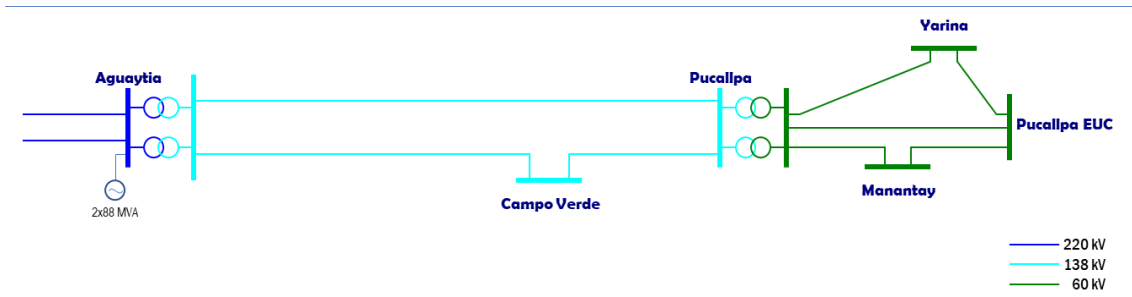 Yarina
Aguaytia
Pucallpa
Pucallpa EUC
Manantay
Campo Verde
2x88 MVA
220 kV
138 kV
60 kV